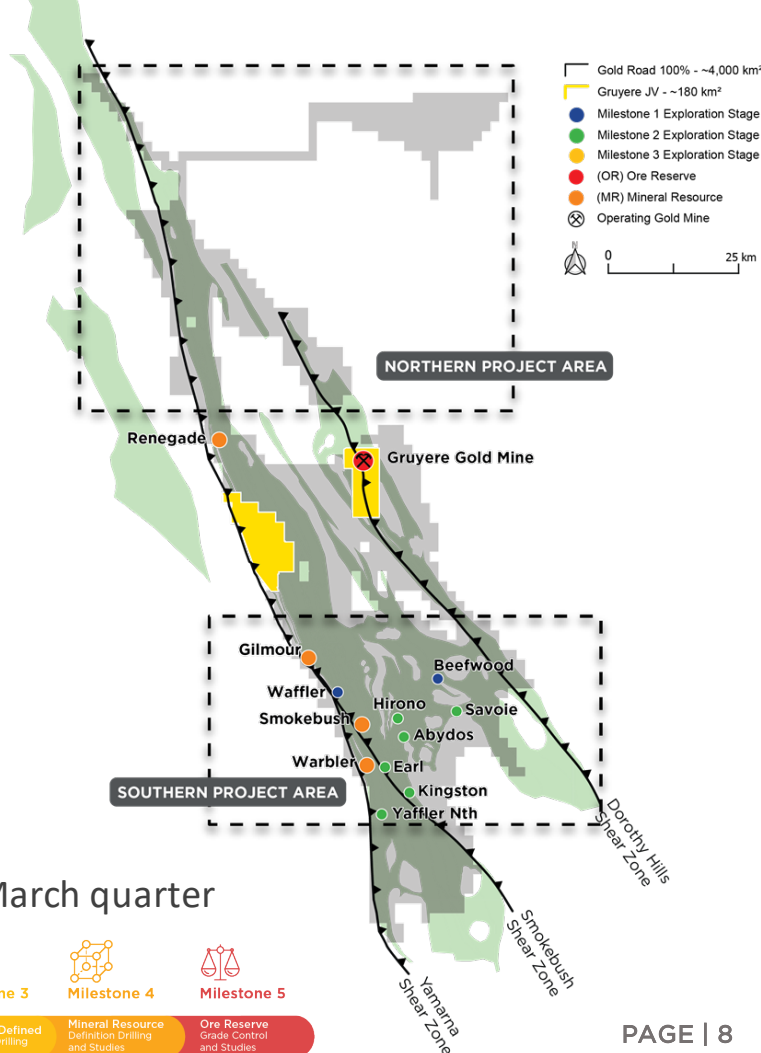 Gold Road 100% - ~4,000 km²
Gruyere JV - ~180 km²
Milestone 1 Exploration Stage
Milestone 2 Exploration Stage
Milestone 3 Exploration Stage
(OR) Ore Reserve
(MR) Mineral Resource
Operating Gold Mine
N
0 25 km
NORTHERN PROJECT AREA
Renegade
Gruyere Gold Mine
Gilmour
Beefwood
Waffler
Hirono
Savoie
Smokebush
Abydos
Warbler
Earl
Kingston
SOUTHERN PROJECT AREA
Yaffler Nth
Dorothy Hills
Shear Zone
Smokebush
Shear Zone
Yamarna
Shear Zone
March quarter
ne 3
Milestone 4
Milestone 5
Defined
rilling
Mineral Resource
Definition Drilling
and Studies
Ore Reserve
Grade Control
and Studies
PAGE | 8